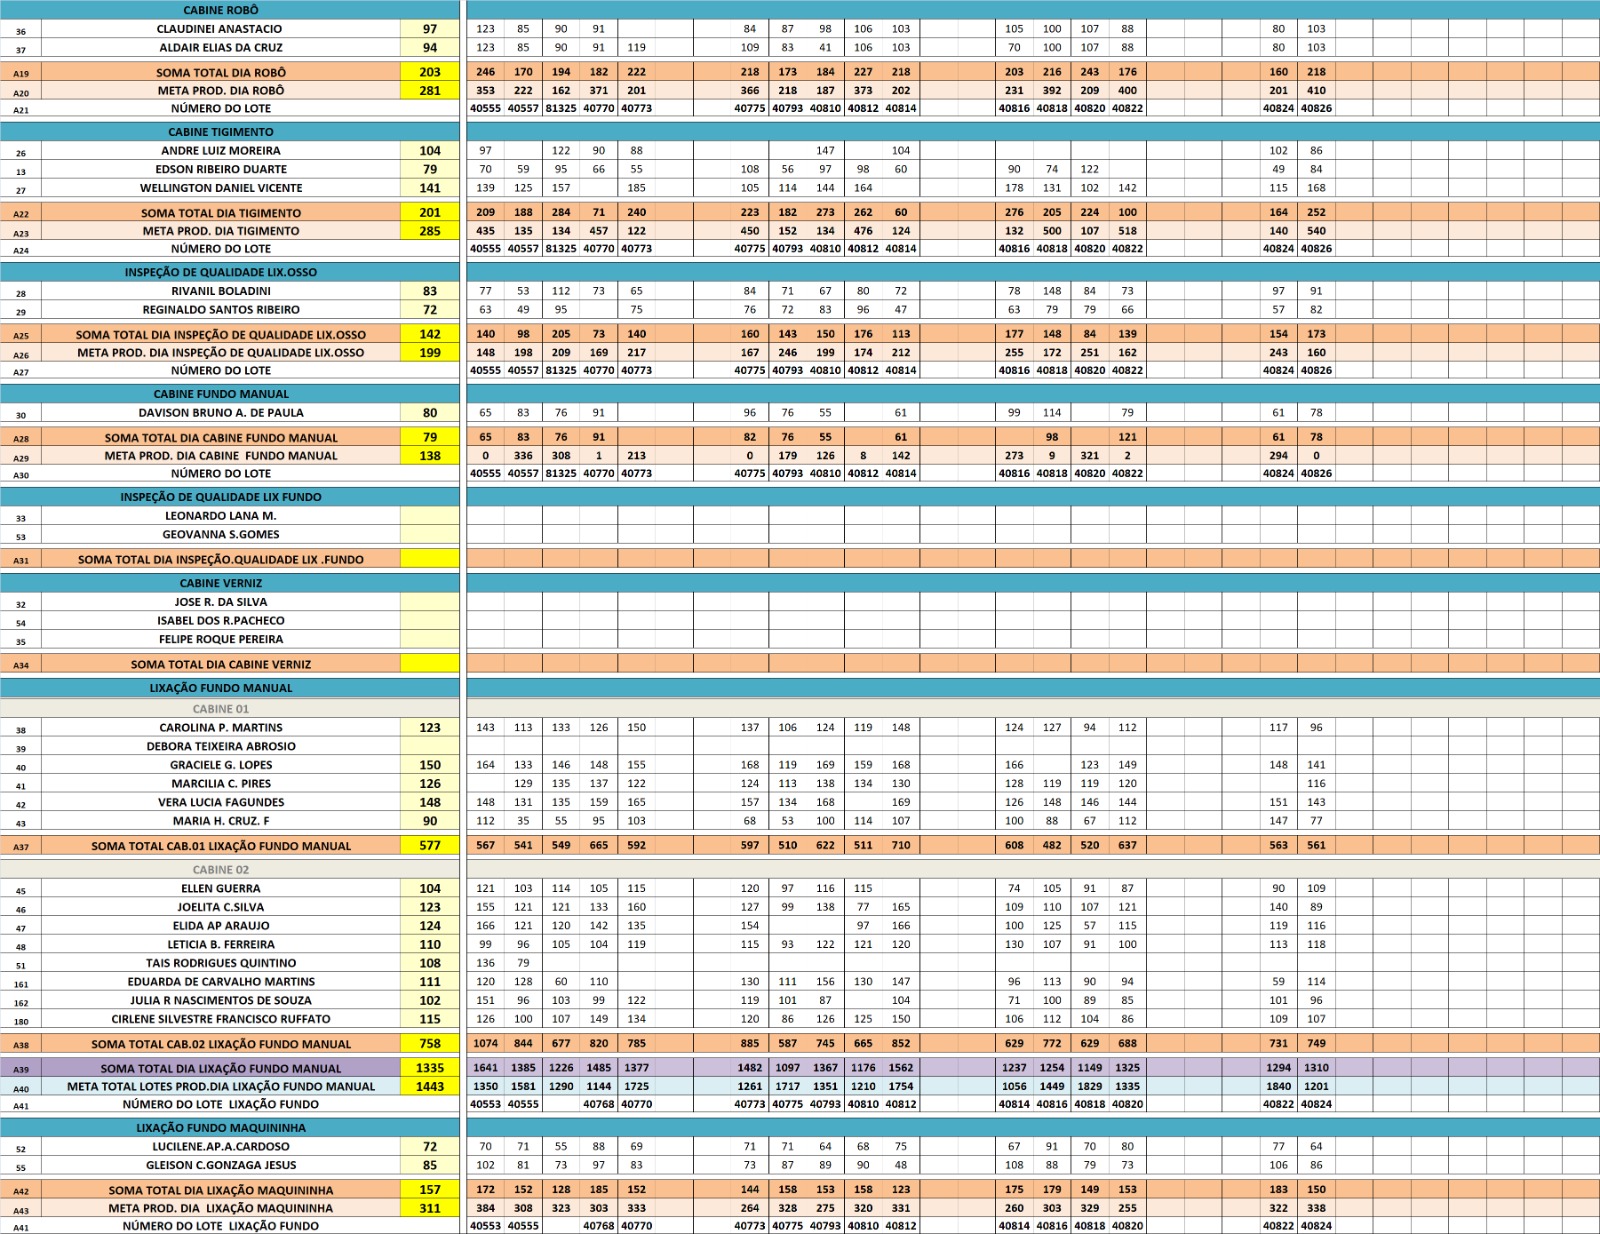 CABINE ROBÔ
36 CLAUDINEI ANASTACIO 97 123 85 90 91 84 87 98 106 103 105 100 107 88 80 103
37 ALDAIR ELIAS DA CRUZ 94 123 85 90 91 119 109 83 41 106 103 70 100 107 88 80 103
A19 SOMA TOTAL DIA ROBÔ 203 246 170 194 182 222 218 173 184 227 218 203 216 243 176 160 218
A20 META PROD. DIA ROBÔ 281 353 222 162 371 201 366 218 187 373 202 231 392 209 400 201 410
A21 NÚMERO DO LOTE 40555 40557 81325 40770 40773 40775 40793 40810 40812 40814 40816 40818 40820 40822 40824 40826
CABINE TIGIMENTO
26 ANDRE LUIZ MOREIRA 104 97 122 90 88 147 104 102 86
13 EDSON RIBEIRO DUARTE 79 70 59 95 66 55 108 56 97 98 60 90 74 122 49 84
27 WELLINGTON DANIEL VICENTE 141 139 125 157 185 105 114 144 164 178 131 102 142 115 168
A22 SOMA TOTAL DIA TIGIMENTO 201 209 188 284 71 240 223 182 273 262 60 276 205 224 100 164 252
A23 META PROD. DIA TIGIMENTO 285 435 135 134 457 122 450 152 134 476 124 132 500 107 518 140 540
A24 NÚMERO DO LOTE 40555 40557 81325 40770 40773 40775 40793 40810 40812 40814 40816 40818 40820 40822 40824 40826
INSPEÇÃO DE QUALIDADE LIX.OSSO
28 RIVANIL BOLADINI 83 77 53 112 73 65 84 71 67 80 72 78 148 84 73 97 91
29 REGINALDO SANTOS RIBEIRO 72 63 49 95 75 76 72 83 96 47 63 79 79 66 57 82
A25 SOMA TOTAL DIA INSPEÇÃO DE QUALIDADE LIX.OSSO 142 140 98 205 73 140 160 143 150 176 113 177 148 84 139 154 173
A26 META PROD. DIA INSPEÇÃO DE QUALIDADE LIX.OSSO 199 148 198 209 169 217 167 246 199 174 212 255 172 251 162 243 160
A27 NÚMERO DO LOTE 40555 40557 81325 40770 40773 40775 40793 40810 40812 40814 40816 40818 40820 40822 40824 40826
CABINE FUNDO MANUAL
30 DAVISON BRUNO A. DE PAULA 80 65 83 76 91 96 76 55 61 99 114 79 61 78
A28 SOMA TOTAL DIA CABINE FUNDO MANUAL 79 65 83 76 91 82 76 55 61 98 121 61 78
A29 META PROD. DIA CABINE FUNDO MANUAL 138 0 336 308 1 213 0 179 126 8 142 273 9 321 2 294 0
A30 NÚMERO DO LOTE 40555 40557 81325 40770 40773 40775 40793 40810 40812 40814 40816 40818 40820 40822 40824 40826
INSPEÇÃO DE QUALIDADE LIX FUNDO
33 LEONARDO LANA M.
53 GEOVANNA S.GOMES
A31 SOMA TOTAL DIA INSPEÇÃO.QUALIDADE LIX .FUNDO
CABINE VERNIZ
32 JOSE R. DA SILVA
54 ISABEL DOS R.PACHECO
35 FELIPE ROQUE PEREIRA
A34 SOMA TOTAL DIA CABINE VERNIZ
LIXAÇÃO FUNDO MANUAL
CABINE 01
38 CAROLINA P. MARTINS 123 143 113 133 126 150 137 106 124 119 148 124 127 94 112 117 96
39 DEBORA TEIXEIRA ABROSIO
40 GRACIELE G. LOPES 150 164 133 146 148 155 168 119 169 159 168 166 123 149 148 141
41 MARCILIA C. PIRES 126 129 135 137 122 124 113 138 134 130 128 119 119 120 116
42 VERA LUCIA FAGUNDES 148 148 131 135 159 165 157 134 168 169 126 148 146 144 151 143
43 MARIA H. CRUZ. F 90 112 35 55 95 103 68 53 100 114 107 100 88 67 112 147 77
A37 SOMA TOTAL CAB.01 LIXAÇÃO FUNDO MANUAL 577 567 541 549 665 592 597 510 622 511 710 608 482 520 637 563 561
CABINE 02
45 ELLEN GUERRA 104 121 103 114 105 115 120 97 116 115 74 105 91 87 90 109
46 JOELITA C.SILVA 123 155 121 121 133 160 127 99 138 77 165 109 110 107 121 140 89
47 ELIDA AP ARAUJO 124 166 121 120 142 135 154 97 166 100 125 57 115 119 116
48 LETICIA B. FERREIRA 110 99 96 105 104 119 115 93 122 121 120 130 107 91 100 113 118
51 TAIS RODRIGUES QUINTINO 108 136 79
161 EDUARDA DE CARVALHO MARTINS 111 120 128 60 110 130 111 156 130 147 96 113 90 94 59 114
162 JULIA R NASCIMENTOS DE SOUZA 102 151 96 103 99 122 119 101 87 104 71 100 89 85 101 96
180 CIRLENE SILVESTRE FRANCISCO RUFFATO 115 126 100 107 149 134 120 86 126 125 150 106 112 104 86 109 107
A38 SOMA TOTAL CAB.02 LIXAÇÃO FUNDO MANUAL 758 1074 844 677 820 785 885 587 745 665 852 629 772 629 688 731 749
A39 SOMA TOTAL DIA LIXAÇÃO FUNDO MANUAL 1335 1641 1385 1226 1485 1377 1482 1097 1367 1176 1562 1237 1254 1149 1325 1294 1310
A40 META TOTAL LOTES PROD.DIA LIXAÇÃO FUNDO MANUAL 1443 1350 1581 1290 1144 1725 1261 1717 1351 1210 1754 1056 1449 1829 1335 1840 1201
A41 NÚMERO DO LOTE LIXAÇÃO FUNDO 40553 40555 40768 40770 40773 40775 40793 40810 40812 40814 40816 40818 40820 40822 40824
LIXAÇÃO FUNDO MAQUININHA
52 LUCILENE.AP.A.CARDOSO 72 70 71 55 88 69 71 71 64 68 75 67 91 70 80 77 64
55 GLEISON C.GONZAGA JESUS 85 102 81 73 97 83 73 87 89 90 48 108 88 79 73 106 86
A42 SOMA TOTAL DIA LIXAÇÃO MAQUININHA 157 172 152 128 185 152 144 158 153 158 123 175 179 149 153 183 150
A43 META PROD. DIA LIXAÇÃO MAQUININHA 311 384 308 323 303 333 264 328 275 320 331 260 303 329 255 322 338
A41 NÚMERO DO LOTE LIXAÇÃO FUNDO 40553 40555 40768 40770 40773 40775 40793 40810 40812 40814 40816 40818 40820 40822 40824